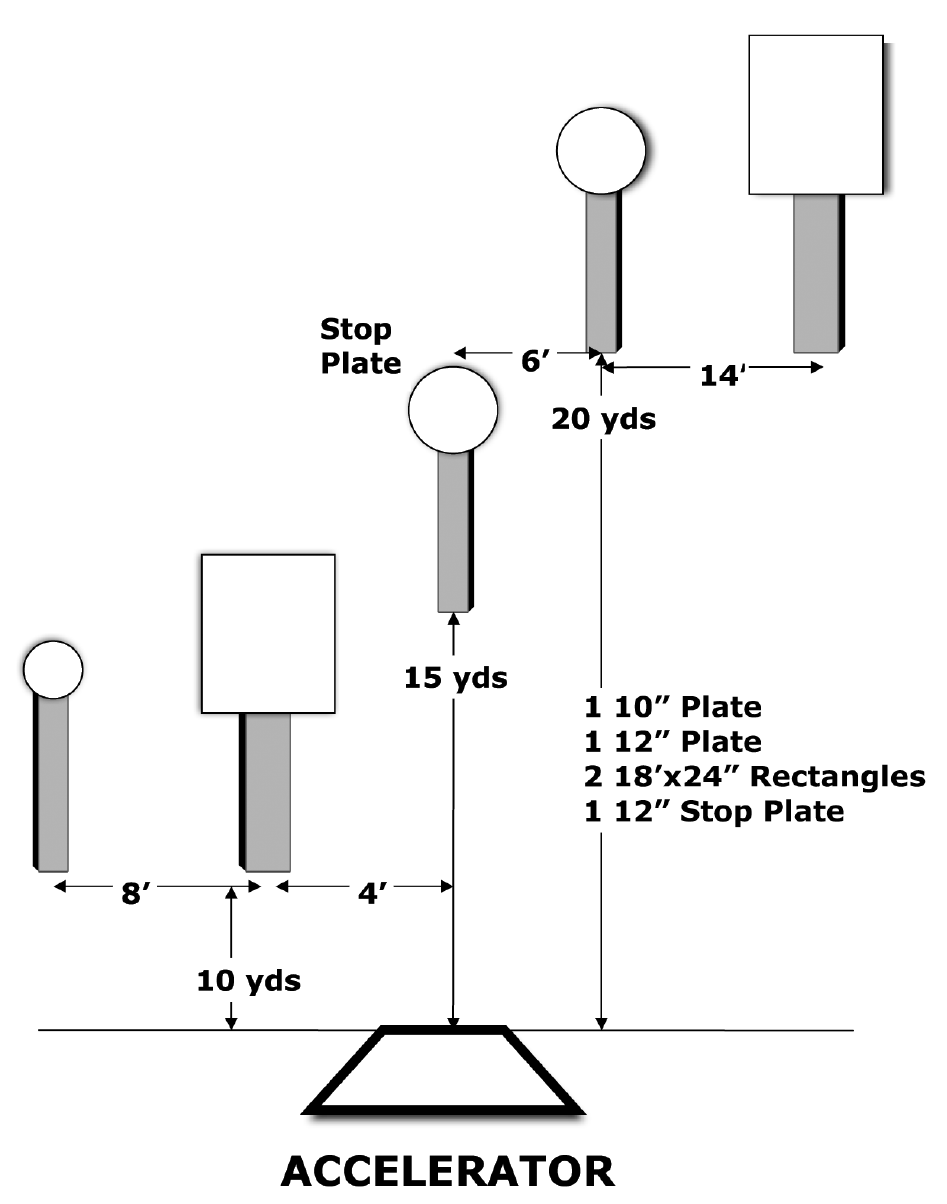 Stop
Plate
6’
14‘
20 yds
15 yds
1 10” Plate
1 12” Plate
2 18’x24” Rectangles
1 12” Stop Plate
8’
4’
10 yds
ACCELERATOR